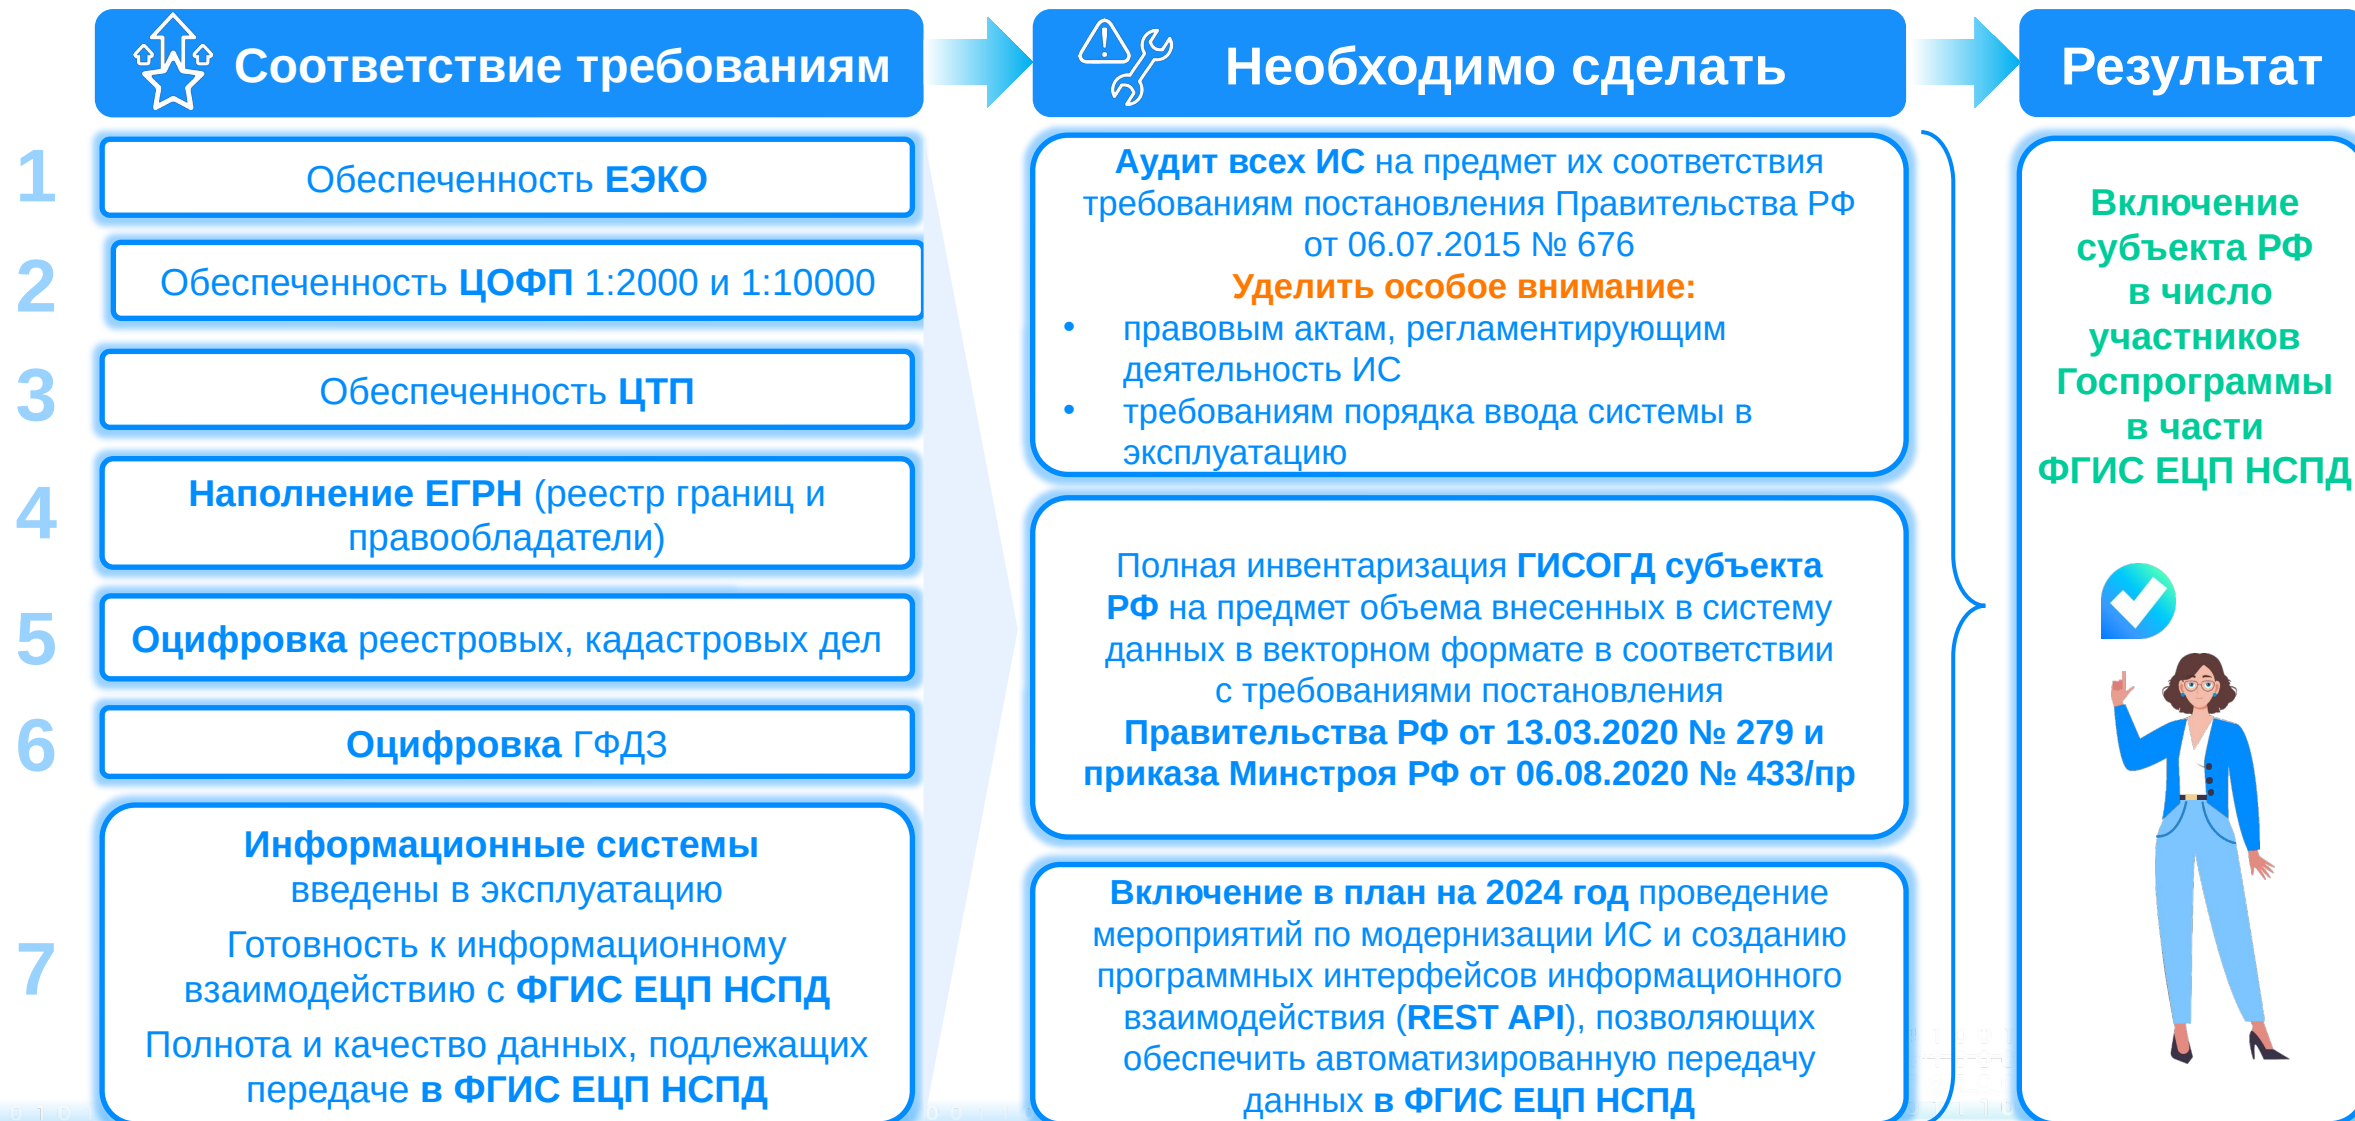 Соответствие требованиям
Необходимо сделать
Результат
1
Обеспеченность ЕЭКО
2
Обеспеченность ЦОФП 1:2000 и 1:10000
3
Обеспеченность ЦТП
4
Наполнение ЕГРН (реестр границ и
правообладатели)
5
Оцифровка реестровых, кадастровых дел
6
Оцифровка ГФДЗ
7
Информационные системы
введены в эксплуатацию
Готовность к информационному
взаимодействию с ФГИС ЕЦП НСПД
Полнота и качество данных, подлежащих
передаче в ФГИС ЕЦП НСПД
Аудит всех ИС на предмет их соответствия
требованиям постановления Правительства РФ
от 06.07.2015 № 676
Уделить особое внимание:
• правовым актам, регламентирующим
деятельность ИС
• требованиям порядка ввода системы в
эксплуатацию
Полная инвентаризация ГИСОГД субъекта
РФ на предмет объема внесенных в систему
данных в векторном формате в соответствии
с требованиями постановления
Правительства РФ от 13.03.2020 № 279 и
приказа Минстроя РФ от 06.08.2020 № 433/пр
Включение в план на 2024 год проведение
мероприятий по модернизации ИС и созданию
программных интерфейсов информационного
взаимодействия (REST API), позволяющих
обеспечить автоматизированную передачу
данных в ФГИС ЕЦП НСПД
Включение
субъекта РФ
в число
участников
Госпрограммы
в части
ФГИС ЕЦП НСПД